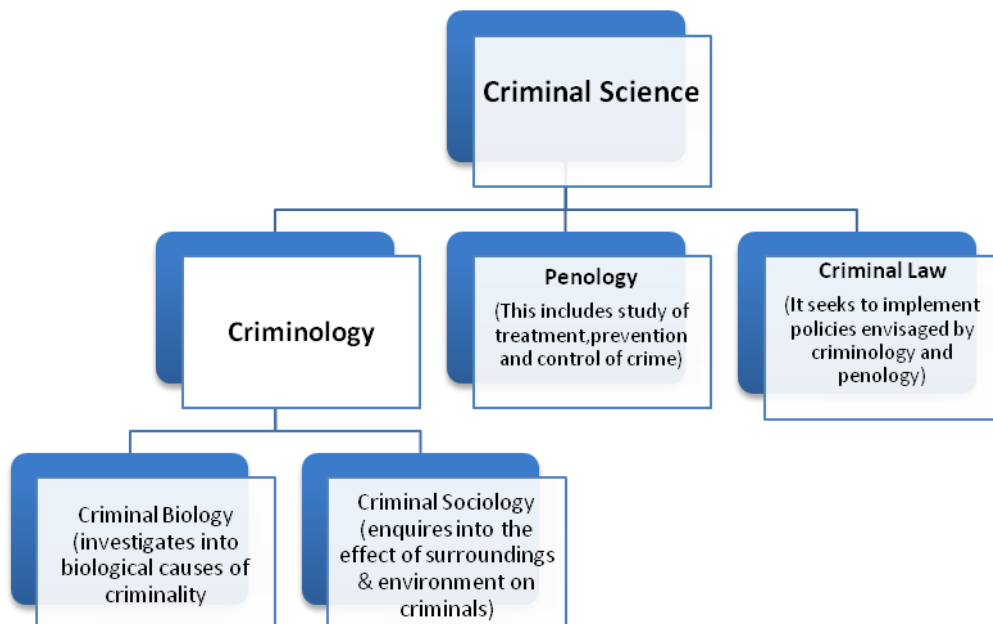 Criminal Science
Criminology
Penology
(This includes study of
treatment,prevention
and control of crime)
Criminal Law
(It seeks to implement
policies envisaged by
criminology and
penology)
Criminal Biology
(investigates into
biological causes of
criminality
Criminal Sociology
(enquires into the
effect of surroundings
& environment on
criminals)